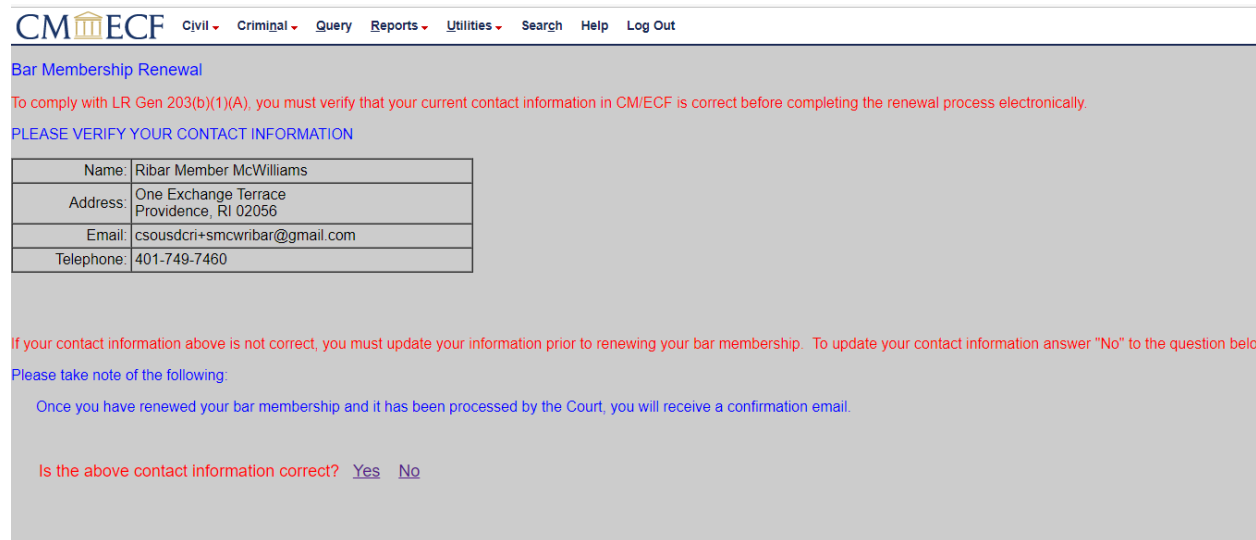 CM ECF Civil Criminal Query Reports Utilities Search Help Log Out
Bar Membership Renewal
To comply with LR Gen 203(b)(1)(A), you must verify that your current contact information in CM/ECF is correct before completing the renewal process electronically.
PLEASE VERIFY YOUR CONTACT INFORMATION
Name: Ribar Member McWilliams
Address: One Exchange Terrace
Providence, RI 02056
Email: csousdcri+smcwribar@gmail.com
Telephone: 401-749-7460
If your contact information above is not correct, you must update your information prior to renewing your bar membership. To update your contact information answer "No" to the question belo
Please take note of the following:
Once you have renewed your bar membership and it has been processed by the Court, you will receive a confirmation email.
Is the above contact information correct? Yes No